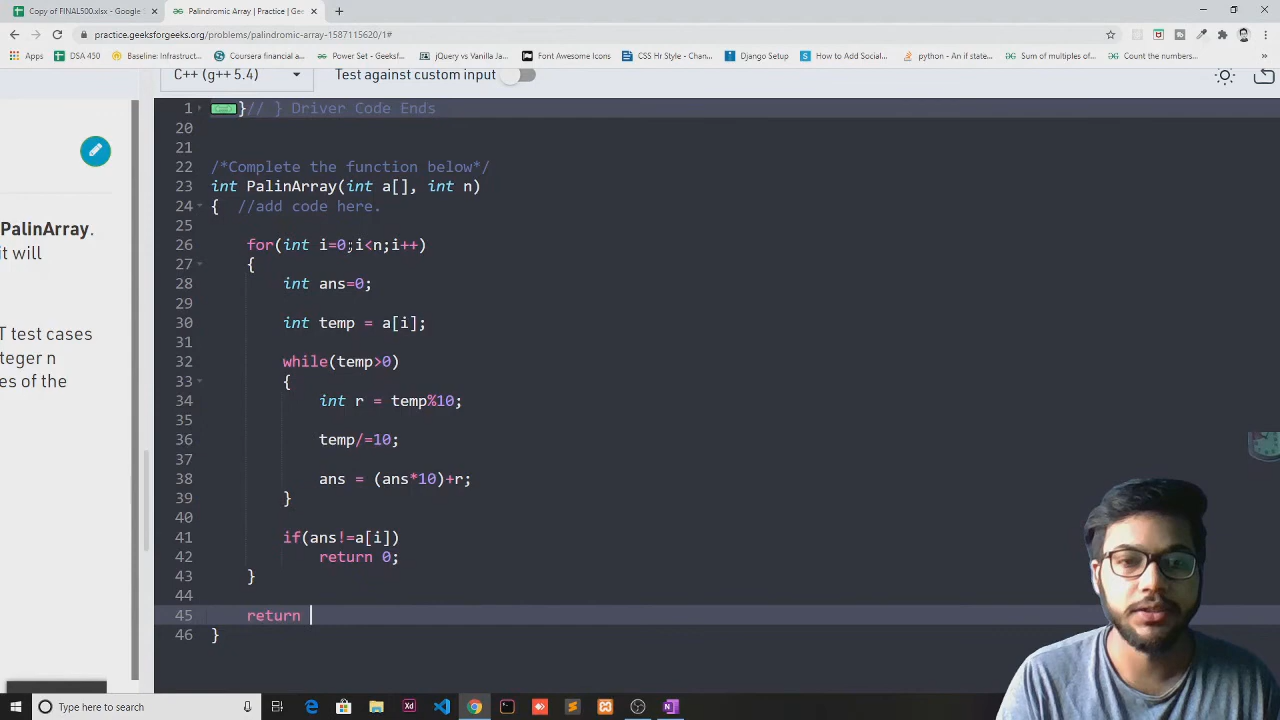 Copy of FINAL500.xlsx - Google S
Palindromic Array | Practice | Gee
practice.geeksforgeeks.org/problems/palindromic-array-1587115620/1#
Apps
DSA 450
Baseline: Infrastruct...
Coursera financial a...
Power Set - Geeksf...
jQuery vs Vanilla Ja...
Font Awesome Icons
CSS Hr Style - Cham...
Django Setup
How to Add Social...
python - An if state...
Sum of multiples of...
Count the numbers...
C++ (g++ 5.4)
Test against custom input
1 }// } Driver Code Ends
20
21
22 /*Complete the function below*/
23 int PalinArray(int a[], int n)
24 { //add code here.
25
26 for(int i=0;i<n;i++)
27 {
28 int ans=0;
29
30 int temp = a[i];
31
32 while(temp>0)
33 {
34 int r = temp%10;
35
36 temp/=10;
37
38 ans = (ans*10)+r;
39 }
40
41 if(ans!=a[i])
42 return 0;
43 }
44
45 return
46 }
PalinArray.
it will
T test cases
teger n
es of the
Type here to search